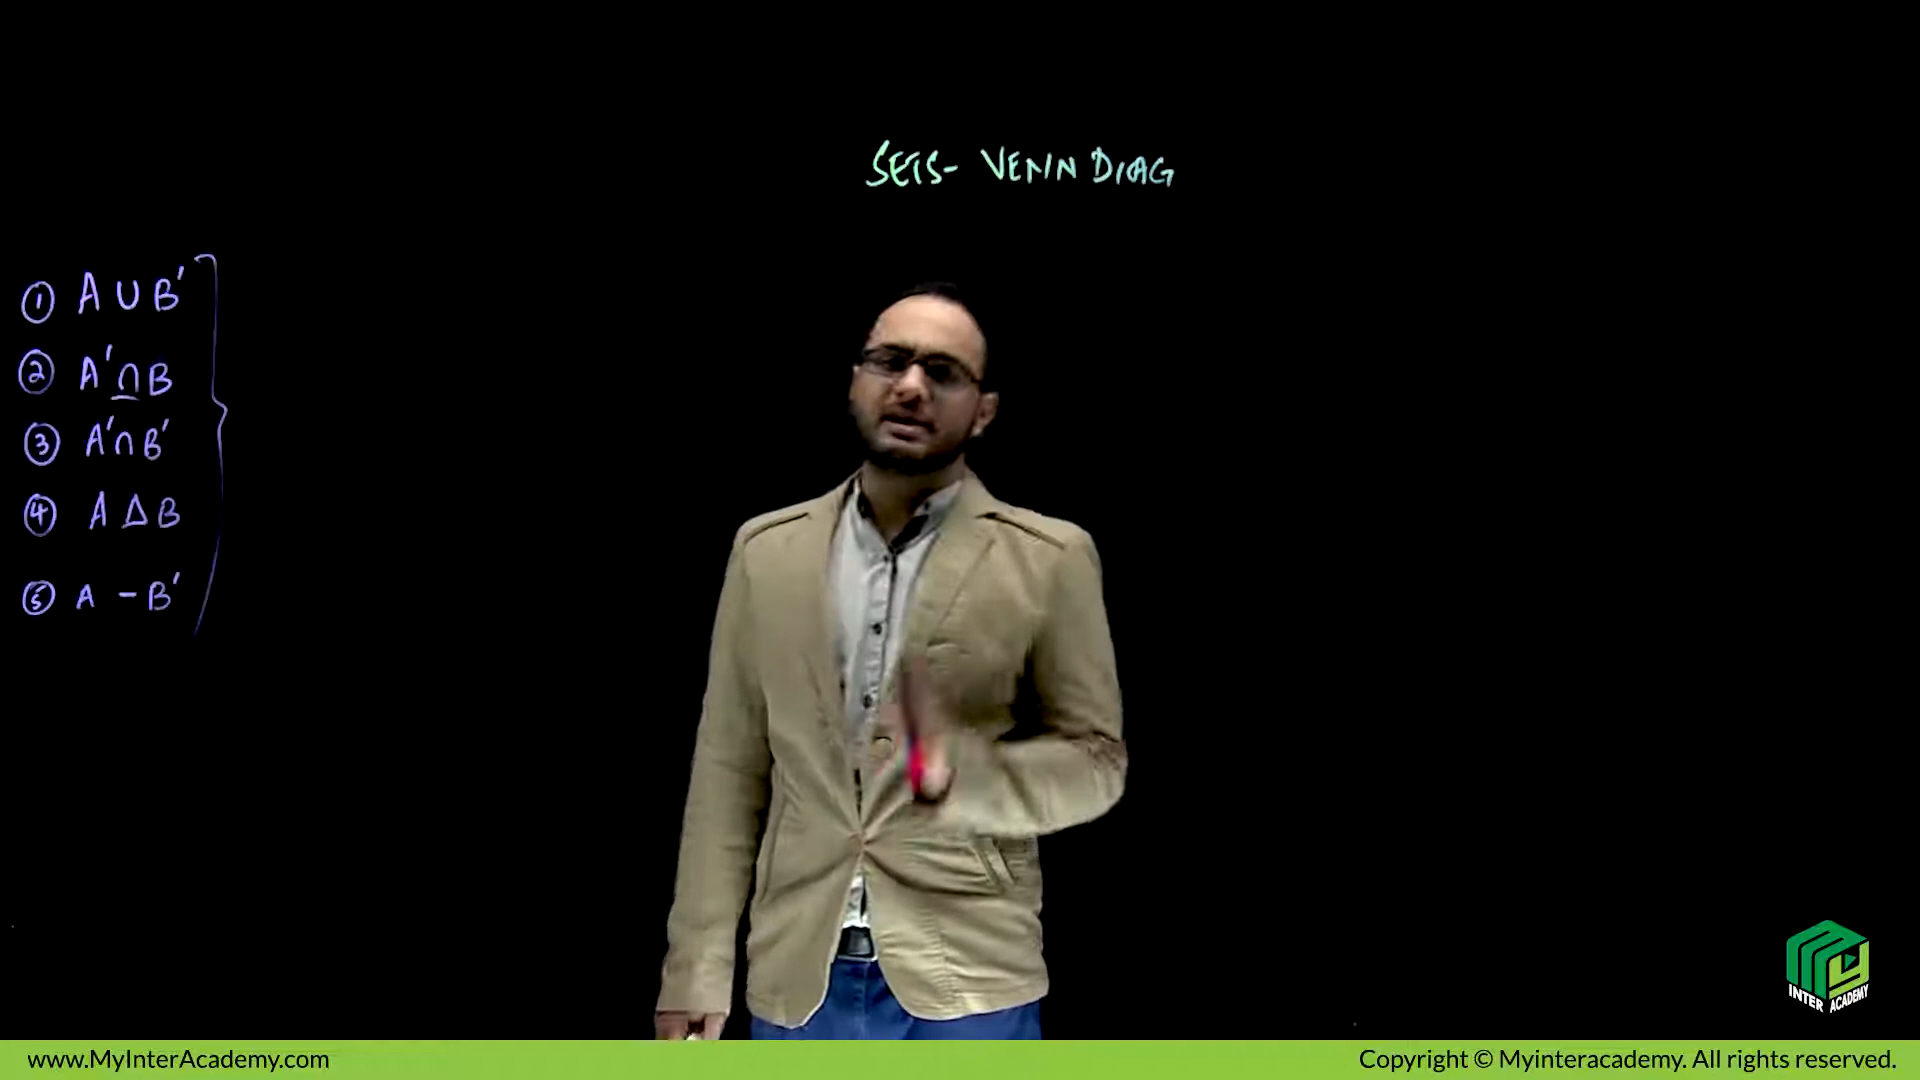 SETS- VENN DIAG
① A ∪ B'
② A' ∩ B
③ A' ∩ B'
④ A Δ B
⑤ A - B'
INTER ACADEMY
www.MyInterAcademy.com
Copyright © Myinteracademy. All rights reserved.